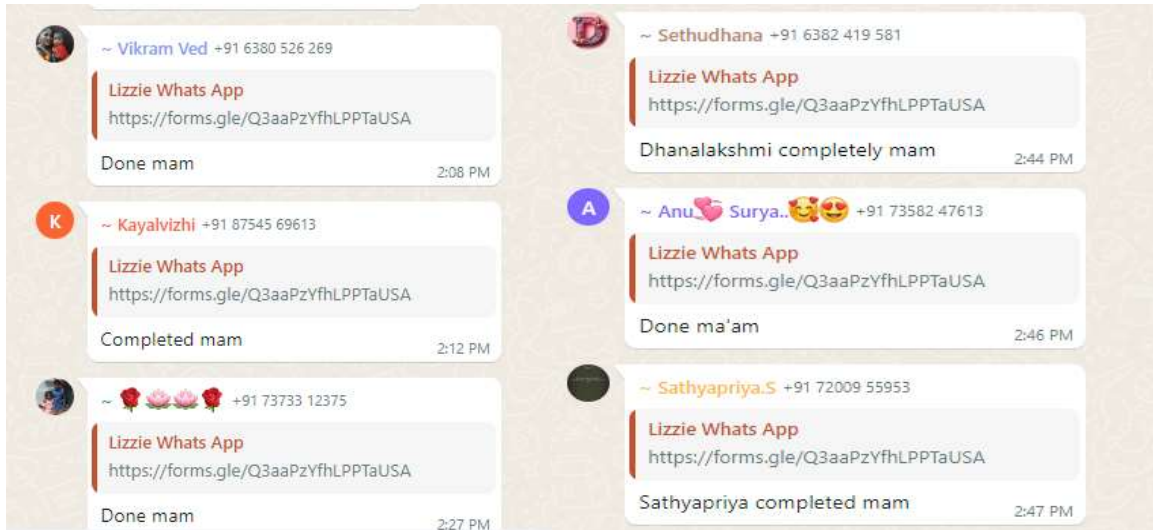 ~ Vikram Ved +91 6380 526 269
Lizzie Whats App
https://forms.gle/Q3aaPzYfhLPPTaUSA
Done mam
2:08 PM
K
~ Kayalvizhi +91 87545 69613
Lizzie Whats App
https://forms.gle/Q3aaPzYfhLPPTaUSA
Completed mam
2:12 PM
~ 🌹🪷🪷🌹 +91 73733 12375
Lizzie Whats App
https://forms.gle/Q3aaPzYfhLPPTaUSA
Done mam
2:27 PM
D
~ Sethudhana +91 6382 419 581
Lizzie Whats App
https://forms.gle/Q3aaPzYfhLPPTaUSA
Dhanalakshmi completely mam
2:44 PM
A
~ Anu💞 Surya..🥰😍 +91 73582 47613
Lizzie Whats App
https://forms.gle/Q3aaPzYfhLPPTaUSA
Done ma'am
2:46 PM
~ Sathyapriya.S +91 72009 55953
Lizzie Whats App
https://forms.gle/Q3aaPzYfhLPPTaUSA
Sathyapriya completed mam
2:47 PM